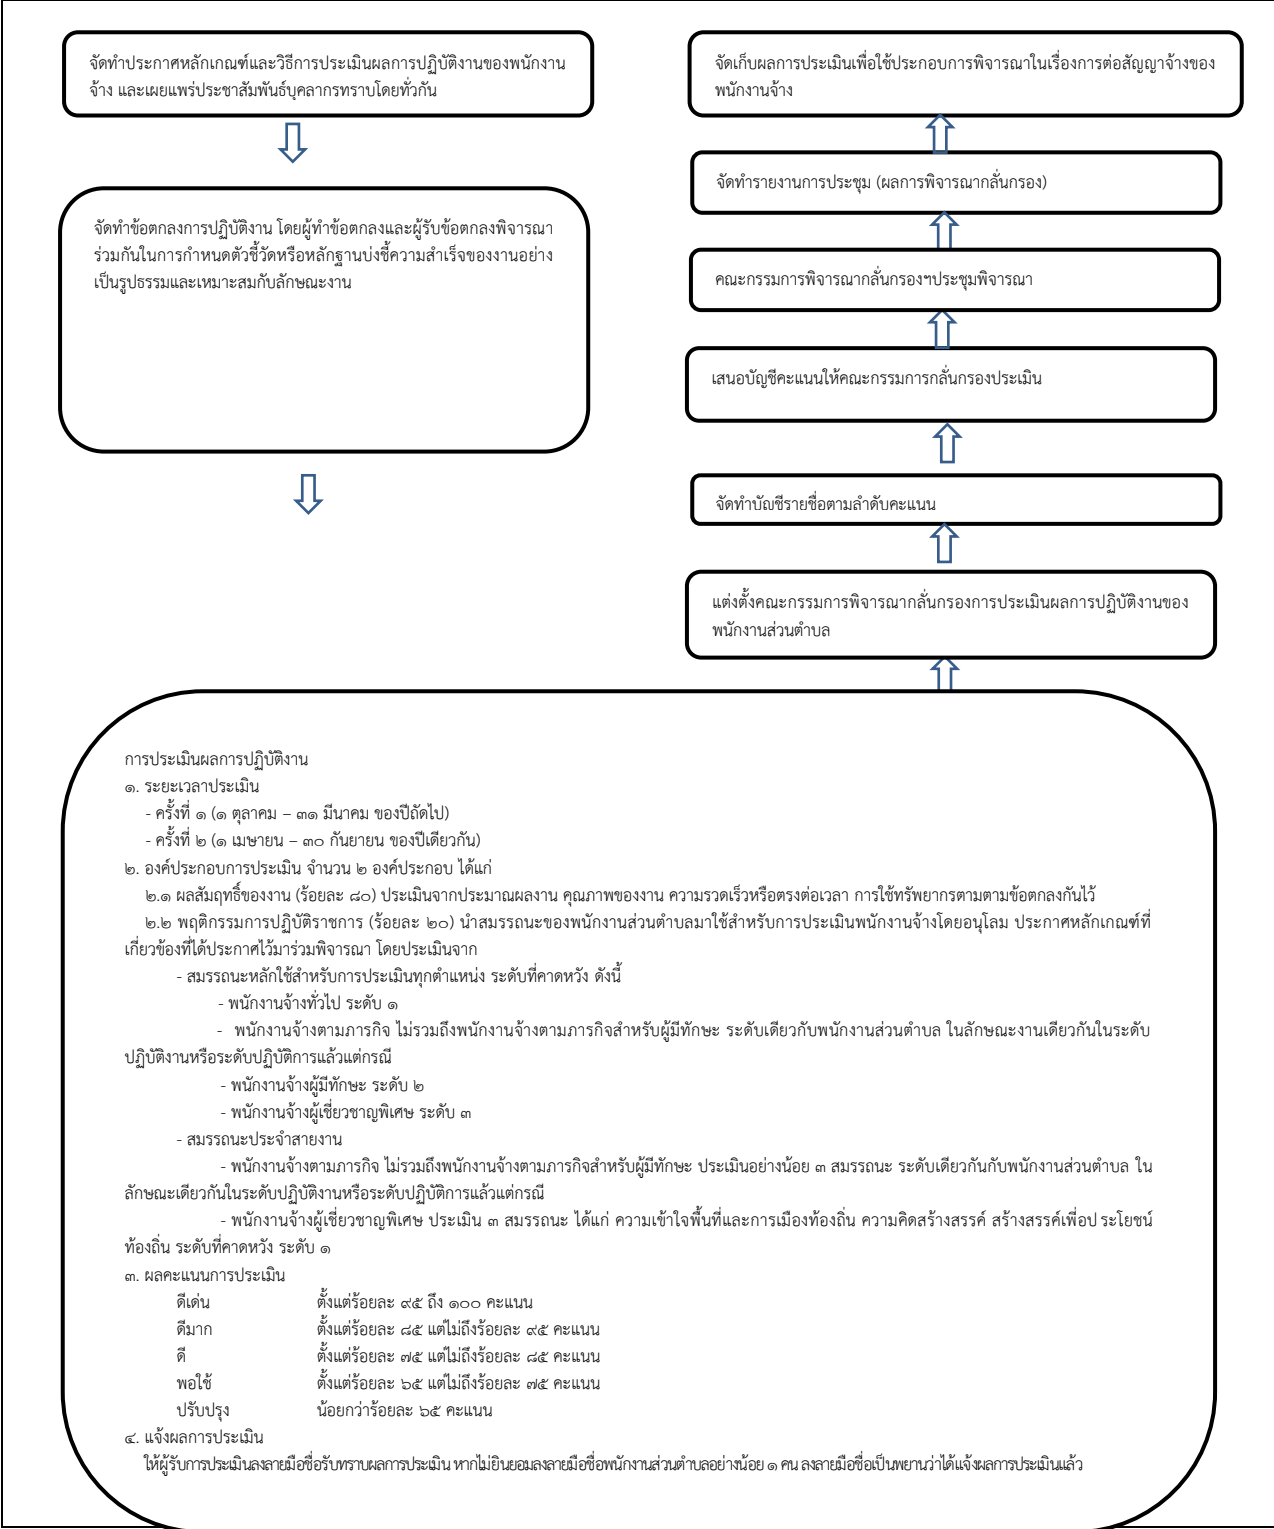 จัดทำประกาศหลักเกณฑ์และวิธีการประเมินผลการปฏิบัติงานของพนักงาน
จ้าง และเผยแพร่ประชาสัมพันธ์บุคลากรทราบโดยทั่วกัน
จัดทำข้อตกลงการปฏิบัติงาน โดยผู้ทำข้อตกลงและผู้รับข้อตกลงพิจารณา
ร่วมกันในการกำหนดตัวชี้วัดหรือหลักฐานบ่งชี้ความสำเร็จของงานอย่าง
เป็นรูปธรรมและเหมาะสมกับลักษณะงาน
จัดเก็บผลการประเมินเพื่อใช้ประกอบการพิจารณาในเรื่องการต่อสัญญาจ้างของ
พนักงานจ้าง
จัดทำรายงานการประชุม (ผลการพิจารณากลั่นกรอง)
คณะกรรมการพิจารณากลั่นกรองฯประชุมพิจารณา
เสนอบัญชีคะแนนให้คณะกรรมการกลั่นกรองประเมิน
จัดทำบัญชีรายชื่อตามลำดับคะแนน
แต่งตั้งคณะกรรมการพิจารณากลั่นกรองการประเมินผลการปฏิบัติงานของ
พนักงานส่วนตำบล
การประเมินผลการปฏิบัติงาน
๑. ระยะเวลาประเมิน
- ครั้งที่ ๑ (๑ ตุลาคม – ๓๑ มีนาคม ของปีถัดไป)
- ครั้งที่ ๒ (๑ เมษายน – ๓๐ กันยายน ของปีเดียวกัน)
๒. องค์ประกอบการประเมิน จำนวน ๒ องค์ประกอบ ได้แก่
๒.๑ ผลสัมฤทธิ์ของงาน (ร้อยละ ๘๐) ประเมินจากประมาณผลงาน คุณภาพของงาน ความรวดเร็วหรือตรงต่อเวลา การใช้ทรัพยากรตามตามข้อตกลงกันไว้
๒.๒ พฤติกรรมการปฏิบัติราชการ (ร้อยละ ๒๐) นำสมรรถนะของพนักงานส่วนตำบลมาใช้สำหรับการประเมินพนักงานจ้างโดยอนุโลม ประกาศหลักเกณฑ์ที่
เกี่ยวข้องที่ได้ประกาศไว้มาร่วมพิจารณา โดยประเมินจาก
- สมรรถนะหลักใช้สำหรับการประเมินทุกตำแหน่ง ระดับที่คาดหวัง ดังนี้
- พนักงานจ้างทั่วไป ระดับ ๑
- พนักงานจ้างตามภารกิจ ไม่รวมถึงพนักงานจ้างตามภารกิจสำหรับผู้มีทักษะ ระดับเดียวกับพนักงานส่วนตำบล ในลักษณะงานเดียวกันในระดับ
ปฏิบัติงานหรือระดับปฏิบัติการแล้วแต่กรณี
- พนักงานจ้างผู้มีทักษะ ระดับ ๒
- พนักงานจ้างผู้เชี่ยวชาญพิเศษ ระดับ ๓
- สมรรถนะประจำสายงาน
- พนักงานจ้างตามภารกิจ ไม่รวมถึงพนักงานจ้างตามภารกิจสำหรับผู้มีทักษะ ประเมินอย่างน้อย ๓ สมรรถนะ ระดับเดียวกันกับพนักงานส่วนตำบล ใน
ลักษณะเดียวกันในระดับปฏิบัติงานหรือระดับปฏิบัติการแล้วแต่กรณี
- พนักงานจ้างผู้เชี่ยวชาญพิเศษ ประเมิน ๓ สมรรถนะ ได้แก่ ความเข้าใจพื้นที่และการเมืองท้องถิ่น ความคิดสร้างสรรค์ สร้างสรรค์เพื่อประโยชน์
ท้องถิ่น ระดับที่คาดหวัง ระดับ ๑
๓. ผลคะแนนการประเมิน
ดีเด่น ตั้งแต่ร้อยละ ๙๕ ถึง ๑๐๐ คะแนน
ดีมาก ตั้งแต่ร้อยละ ๘๕ แต่ไม่ถึงร้อยละ ๙๕ คะแนน
ดี ตั้งแต่ร้อยละ ๗๕ แต่ไม่ถึงร้อยละ ๘๕ คะแนน
พอใช้ ตั้งแต่ร้อยละ ๖๕ แต่ไม่ถึงร้อยละ ๗๕ คะแนน
ปรับปรุง น้อยกว่าร้อยละ ๖๕ คะแนน
๔. แจ้งผลการประเมิน
ให้ผู้รับการประเมินลงลายมือชื่อรับทราบผลการประเมิน หากไม่ยินยอมลงลายมือชื่อพนักงานส่วนตำบลอย่างน้อย ๑ คน ลงลายมือชื่อเป็นพยานว่าได้แจ้งผลการประเมินแล้ว